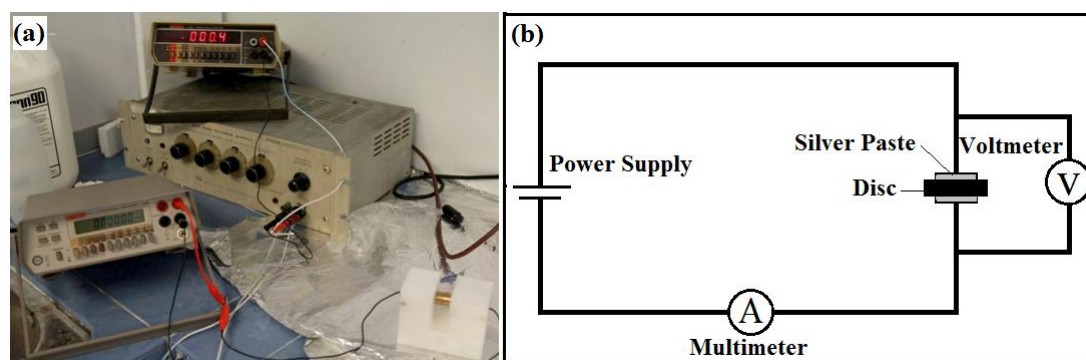 (a)
000.4
(b)
Power Supply
Silver Paste
Voltmeter
Disc
V
A
Multimeter